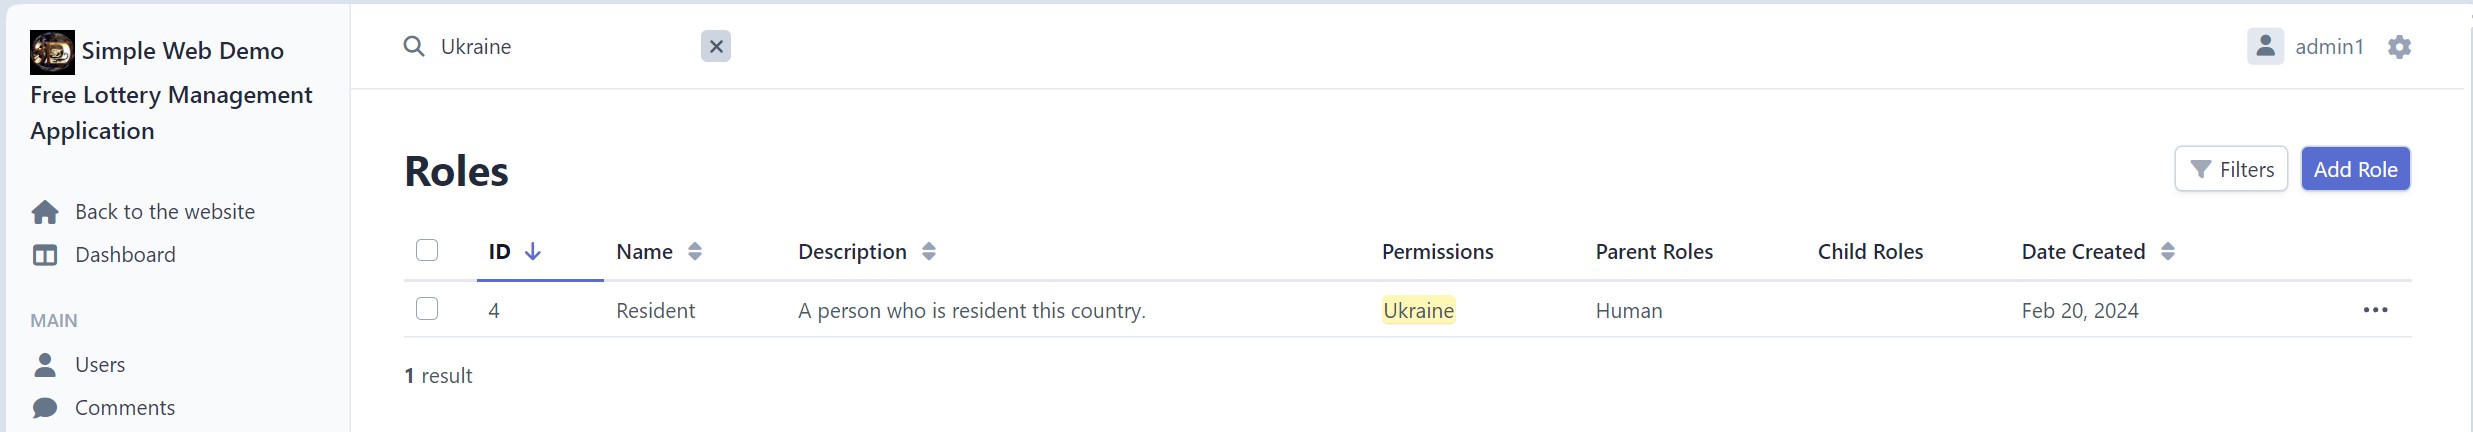 Simple Web Demo
Free Lottery Management
Application
Back to the website
Dashboard
MAIN
Users
Comments
Ukraine
admin1
Roles
Filters
Add Role
ID Name Description Permissions Parent Roles Child Roles Date Created
4 Resident A person who is resident this country. Ukraine Human Feb 20, 2024
1 result